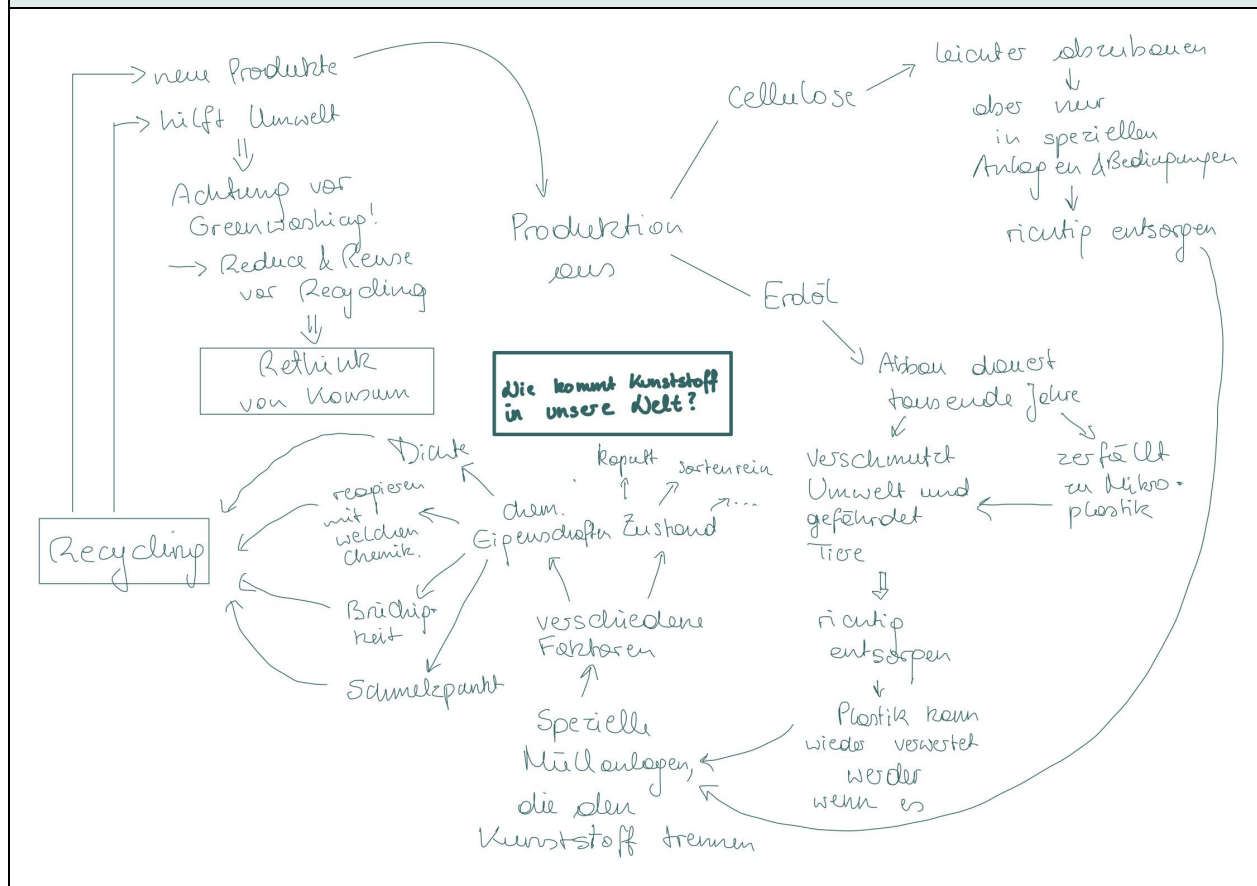 neue Produkte
hilft Umwelt
Achtung vor
Greenwashing!
Reduce & Reuse
vor Recycling
Rethink
von Konsum
Produktion
aus
Cellulose
leichter abzubauen
aber nur
in speziellen
Anlagen & Bedingungen
richtig entsorgen
Erdöl
Abbau dauert
tausende Jahre
verschmutzt
Umwelt und
gefährdet
Tiere
zerfällt
zu Mikro-
plastik
richtig
entsorgen
Plastik kann
wieder verwertet
werden
wenn es
Wie kommt Kunststoff
in unsere Welt?
Spezielle
Müllanlagen,
die den
Kunststoff trennen
verschiedene
Faktoren
Zustand
kaputt
sortenrein
...
chem.
Eigenschaften
Dichte
reagieren
mit
welchen
Chemik.
Brüchig-
keit
Schmelzpunkt
Recycling